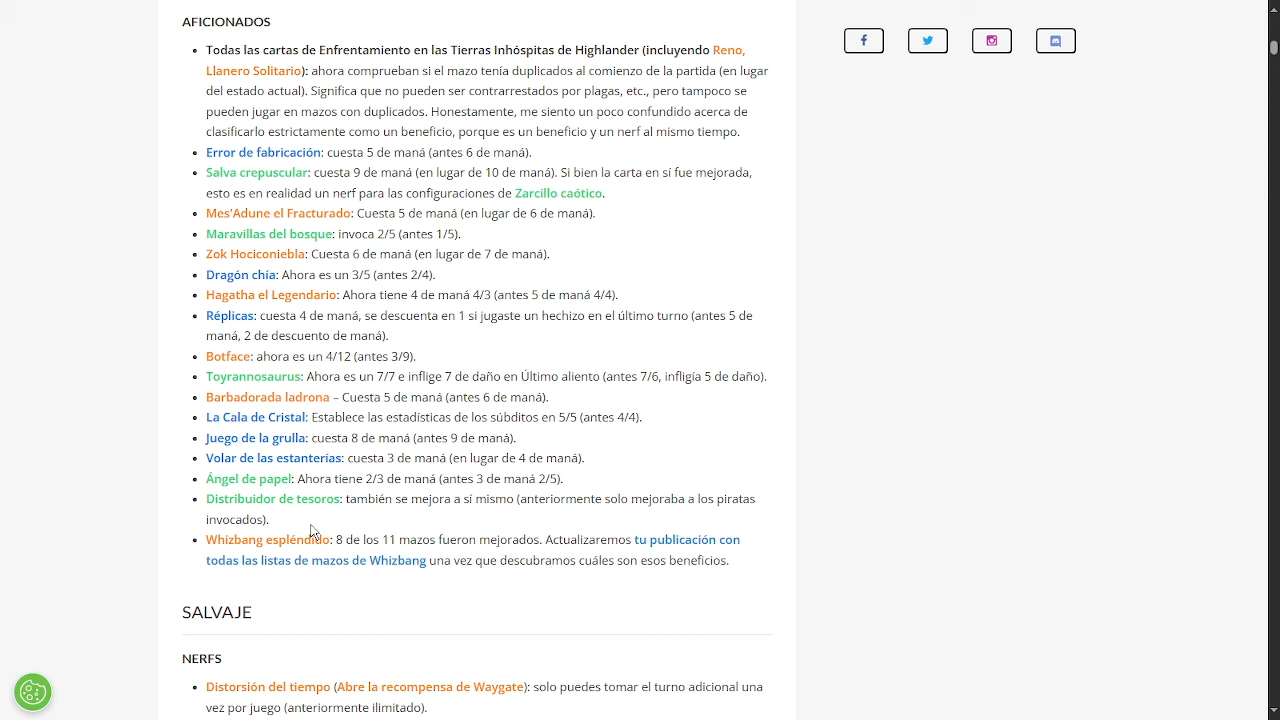 AFICIONADOS
Todas las cartas de Enfrentamiento en las Tierras Inhóspitas de Highlander (incluyendo Reno,
Llanero Solitario): ahora comprueban si el mazo tenía duplicados al comienzo de la partida (en lugar
del estado actual). Significa que no pueden ser contrarrestados por plagas, etc., pero tampoco se
pueden jugar en mazos con duplicados. Honestamente, me siento un poco confundido acerca de
clasificarlo estrictamente como un beneficio, porque es un beneficio y un nerf al mismo tiempo.
Error de fabricación: cuesta 5 de maná (antes 6 de maná).
Salva crepuscular: cuesta 9 de maná (en lugar de 10 de maná). Si bien la carta en sí fue mejorada,
esto es en realidad un nerf para las configuraciones de Zarcillo caótico.
Mes'Adune el Fracturado: Cuesta 5 de maná (en lugar de 6 de maná).
Maravillas del bosque: invoca 2/5 (antes 1/5).
Zok Hociconiebla: Cuesta 6 de maná (en lugar de 7 de maná).
Dragón chía: Ahora es un 3/5 (antes 2/4).
Hagatha el Legendario: Ahora tiene 4 de maná 4/3 (antes 5 de maná 4/4).
Réplicas: cuesta 4 de maná, se descuenta en 1 si jugaste un hechizo en el último turno (antes 5 de
maná, 2 de descuento de maná).
Botface: ahora es un 4/12 (antes 3/9).
Toyrannosaurus: Ahora es un 7/7 e inflige 7 de daño en Último aliento (antes 7/6, infligía 5 de daño).
Barbadorada ladrona – Cuesta 5 de maná (antes 6 de maná).
La Cala de Cristal: Establece las estadísticas de los súbditos en 5/5 (antes 4/4).
Juego de la grulla: cuesta 8 de maná (antes 9 de maná).
Volar de las estanterías: cuesta 3 de maná (en lugar de 4 de maná).
Ángel de papel: Ahora tiene 2/3 de maná (antes 3 de maná 2/5).
Distribuidor de tesoros: también se mejora a sí mismo (anteriormente solo mejoraba a los piratas
invocados).
Whizbang espléndido: 8 de los 11 mazos fueron mejorados. Actualizaremos tu publicación con
todas las listas de mazos de Whizbang una vez que descubramos cuáles son esos beneficios.
SALVAJE
NERFS
Distorsión del tiempo (Abre la recompensa de Waygate): solo puedes tomar el turno adicional una
vez por juego (anteriormente ilimitado).